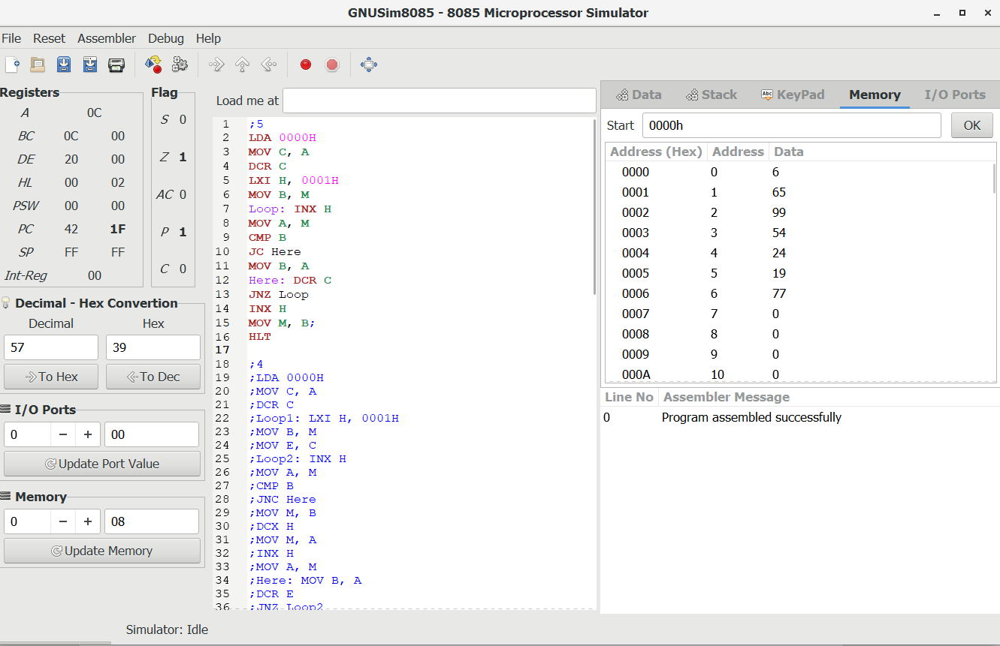 GNUSim8085 - 8085 Microprocessor Simulator
File Reset Assembler Debug Help
Registers
A 0C
BC 0C 00
DE 20 00
HL 00 02
PSW 00 00
PC 42 1F
SP FF FF
Int-Reg 00
Flag
S 0
Z 1
AC 0
P 1
C 0
Decimal - Hex Convertion
Decimal Hex
57 39
To Hex To Dec
I/O Ports
0 − + 00
Update Port Value
Memory
0 − + 08
Update Memory
Load me at
1 ;5
2 LDA 0000H
3 MOV C, A
4 DCR C
5 LXI H, 0001H
6 MOV B, M
7 Loop: INX H
8 MOV A, M
9 CMP B
10 JC Here
11 MOV B, A
12 Here: DCR C
13 JNZ Loop
14 INX H
15 MOV M, B;
16 HLT
17
18 ;4
19 ;LDA 0000H
20 ;MOV C, A
21 ;DCR C
22 ;Loop1: LXI H, 0001H
23 ;MOV B, M
24 ;MOV E, C
25 ;Loop2: INX H
26 ;MOV A, M
27 ;CMP B
28 ;JNC Here
29 ;MOV M, B
30 ;DCX H
31 ;MOV M, A
32 ;INX H
33 ;MOV A, M
34 ;Here: MOV B, A
35 ;DCR E
36 ;JNZ Loop2
Data Stack Abc KeyPad Memory I/O Ports
Start 0000h OK
Address (Hex) Address Data
0000 0 6
0001 1 65
0002 2 99
0003 3 54
0004 4 24
0005 5 19
0006 6 77
0007 7 0
0008 8 0
0009 9 0
000A 10 0
Line No Assembler Message
0 Program assembled successfully
Simulator: Idle